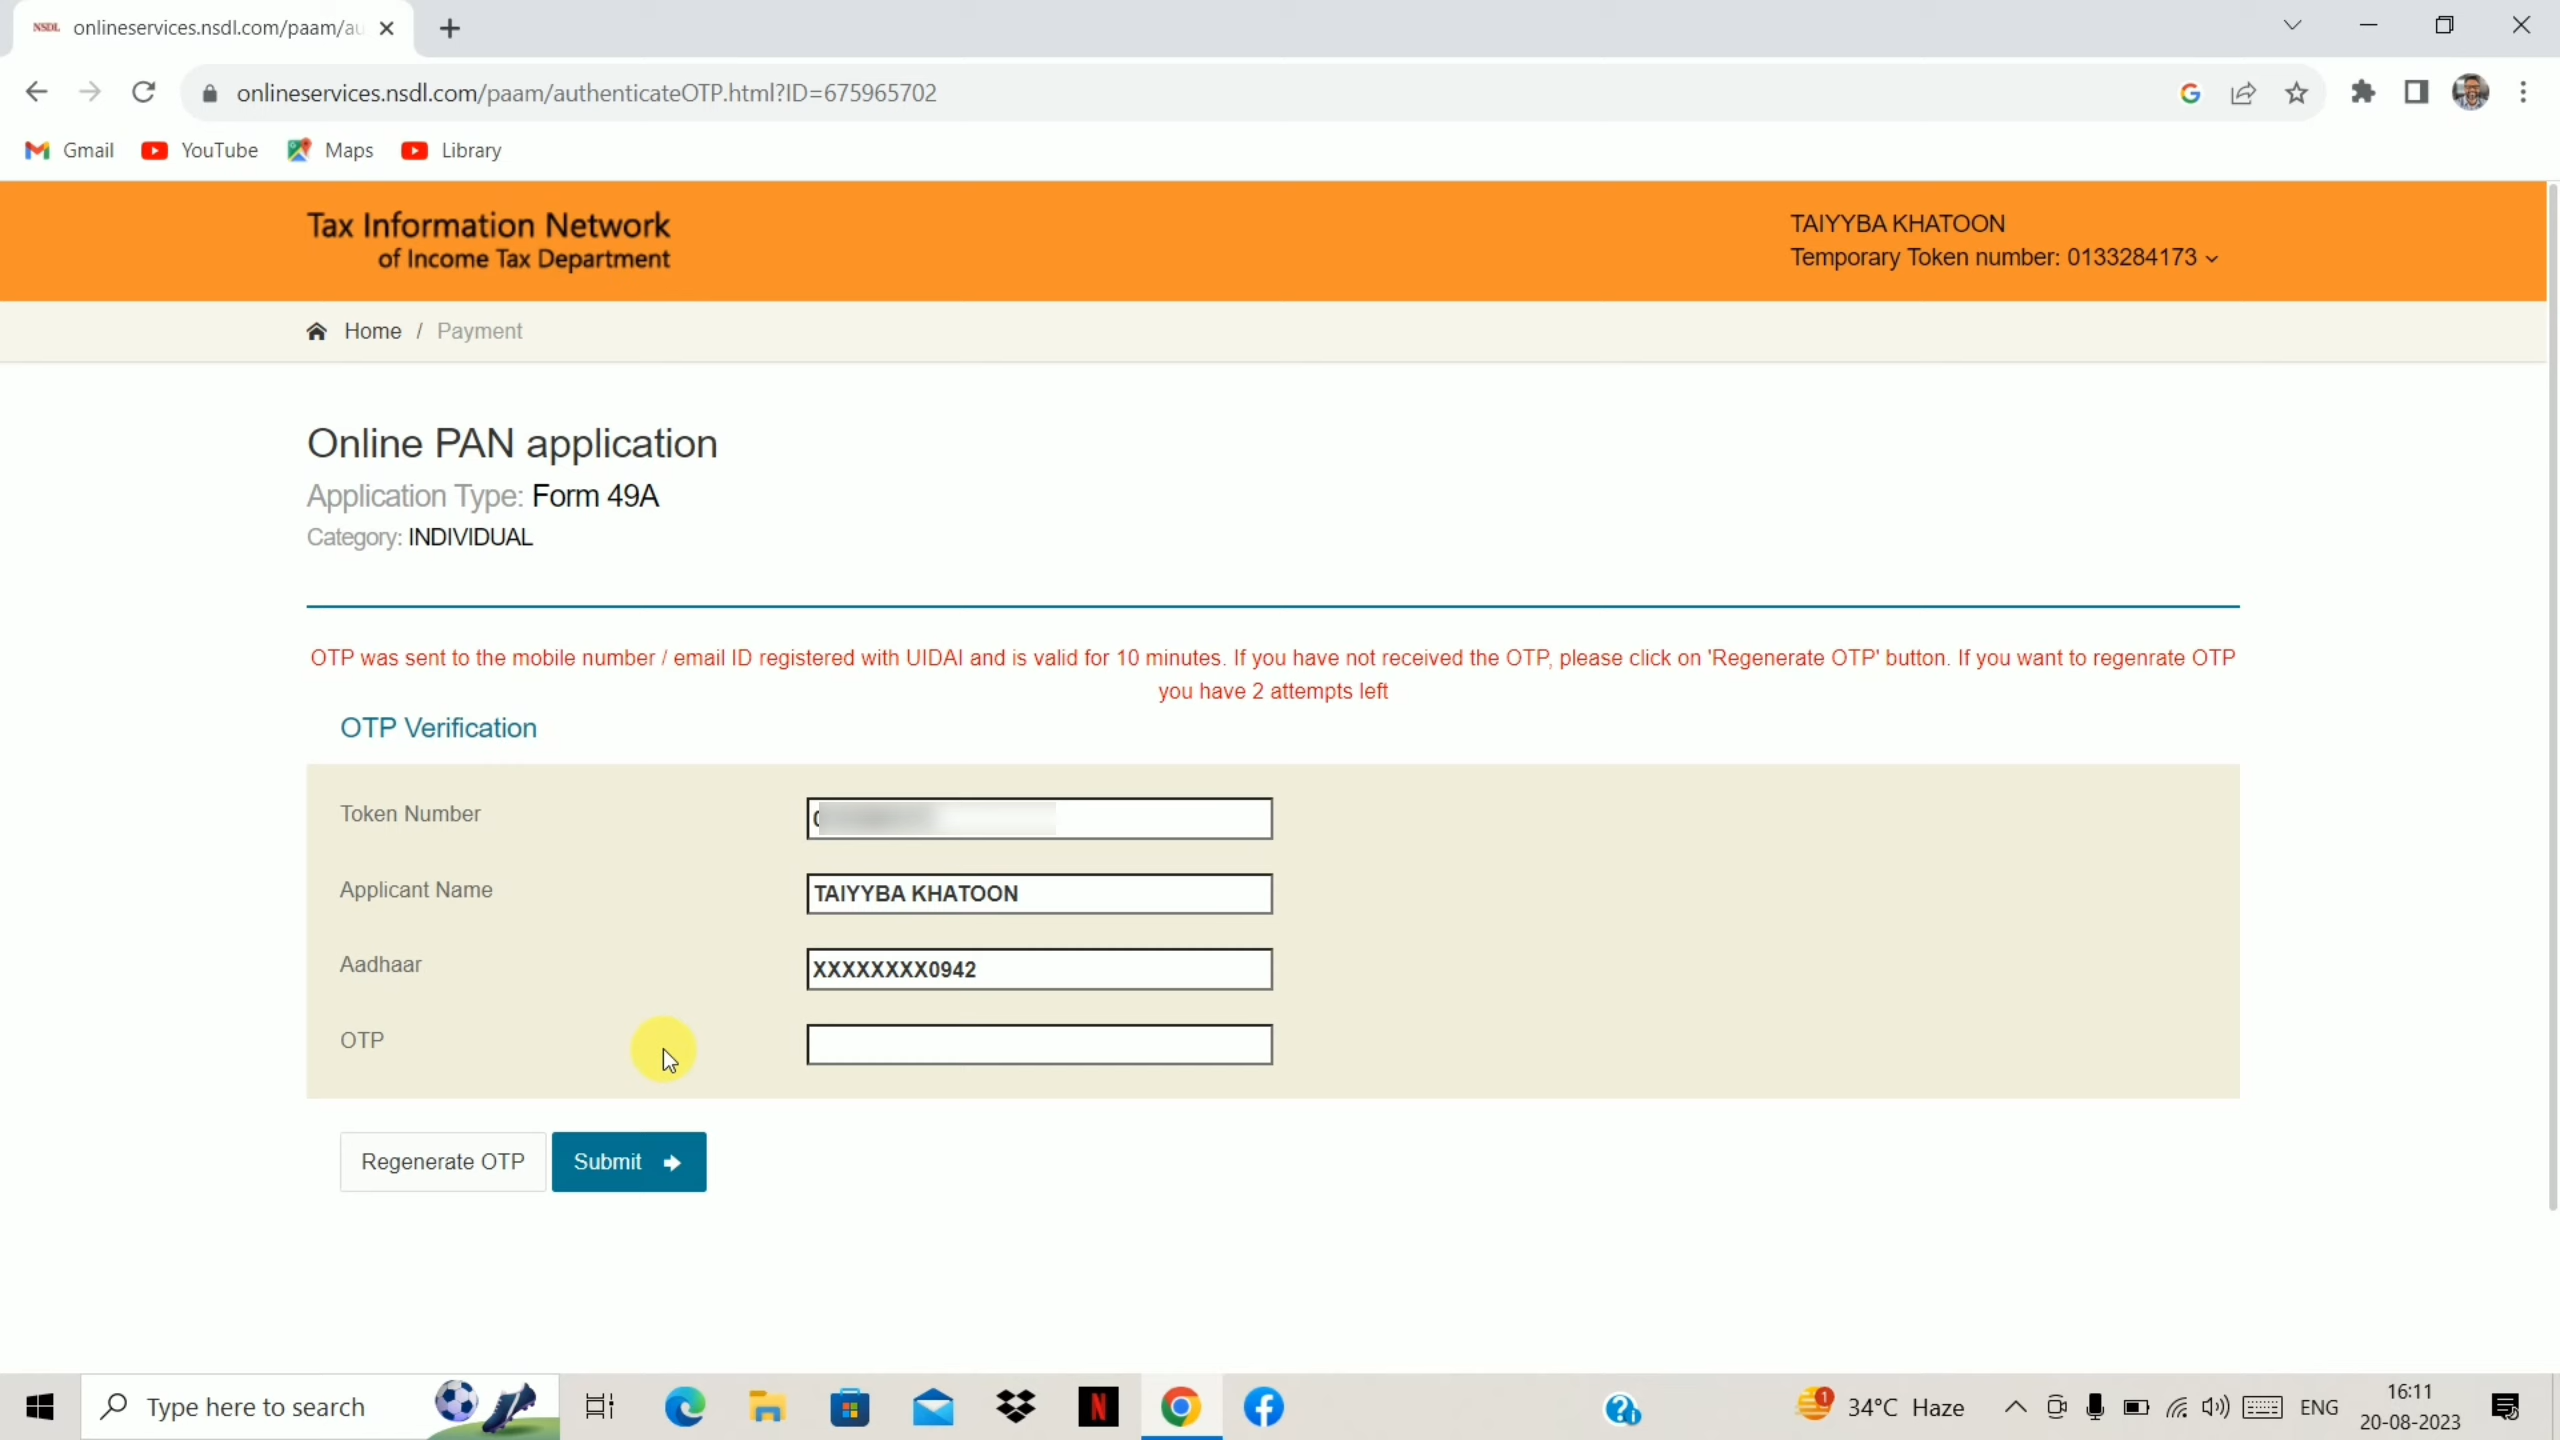 NSDL onlineservices.nsdl.com/paam/au
onlineservices.nsdl.com/paam/authenticateOTP.html?ID=675965702
Gmail YouTube Maps Library
Tax Information Network
of Income Tax Department
TAIYYBA KHATOON
Temporary Token number: 0133284173
Home / Payment
Online PAN application
Application Type: Form 49A
Category: INDIVIDUAL
OTP was sent to the mobile number / email ID registered with UIDAI and is valid for 10 minutes. If you have not received the OTP, please click on 'Regenerate OTP' button. If you want to regenrate OTP
you have 2 attempts left
OTP Verification
Token Number
Applicant Name TAIYYBA KHATOON
Aadhaar XXXXXXXX0942
OTP
Regenerate OTP Submit
Type here to search
1 34°C Haze ENG 16:11
20-08-2023